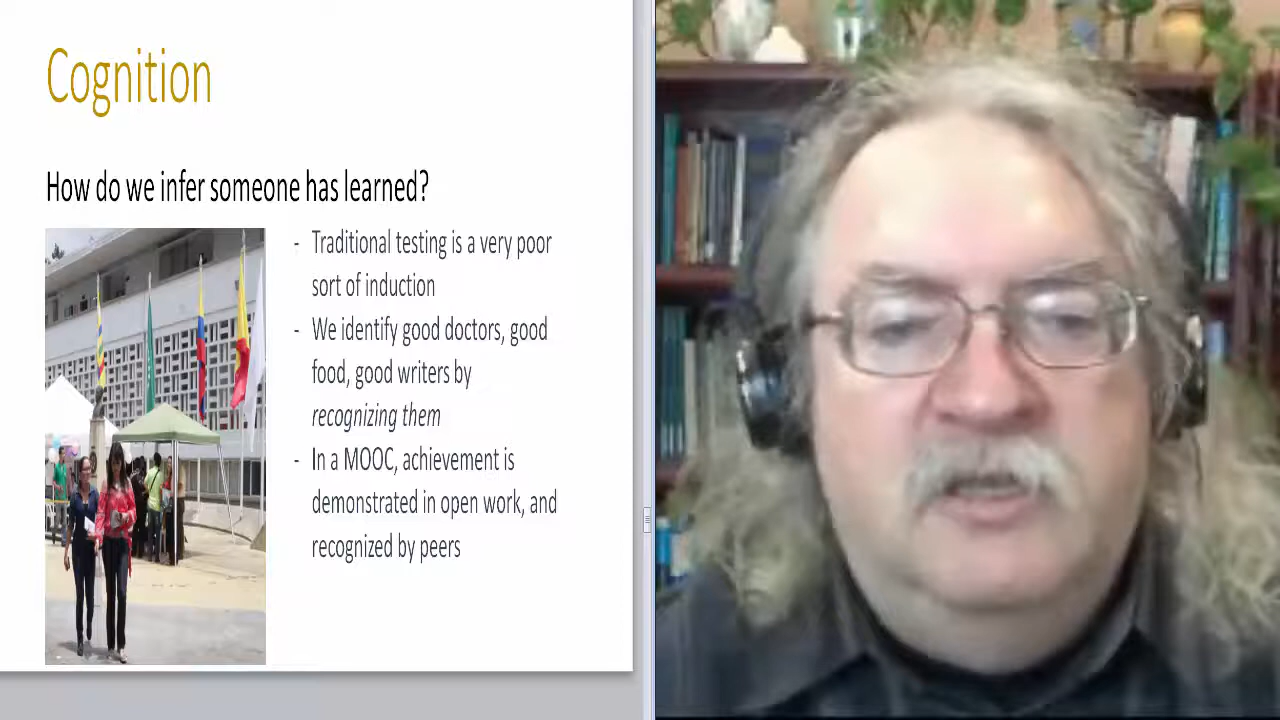 Cognition
How do we infer someone has learned?
- Traditional testing is a very poor
sort of induction
- We identify good doctors, good
food, good writers by
recognizing them
- In a MOOC, achievement is
demonstrated in open work, and
recognized by peers